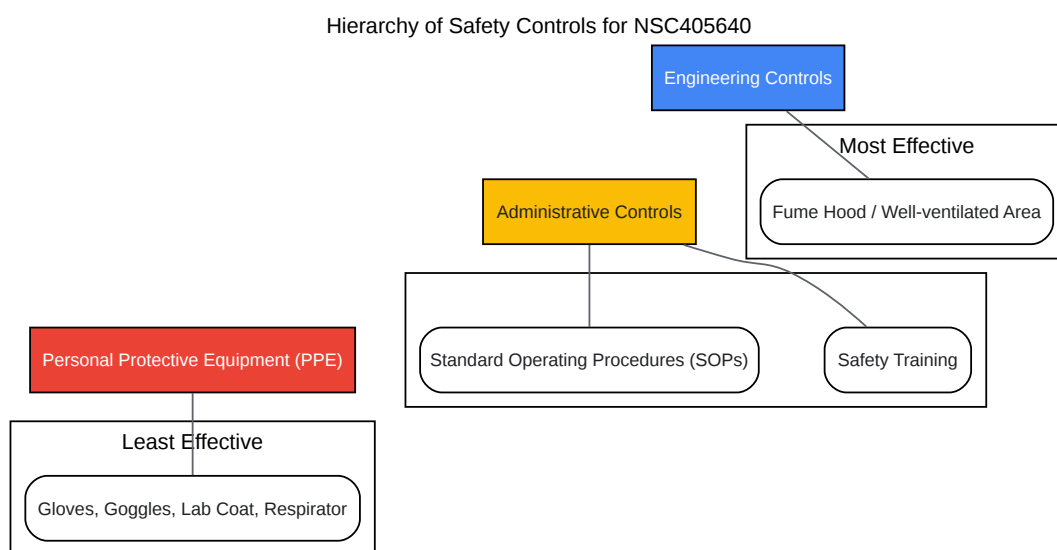 Hierarchy of Safety Controls for NSC405640
Engineering Controls
Most Effective
Fume Hood / Well-ventilated Area
Administrative Controls
Standard Operating Procedures (SOPs)
Safety Training
Personal Protective Equipment (PPE)
Least Effective
Gloves, Goggles, Lab Coat, Respirator